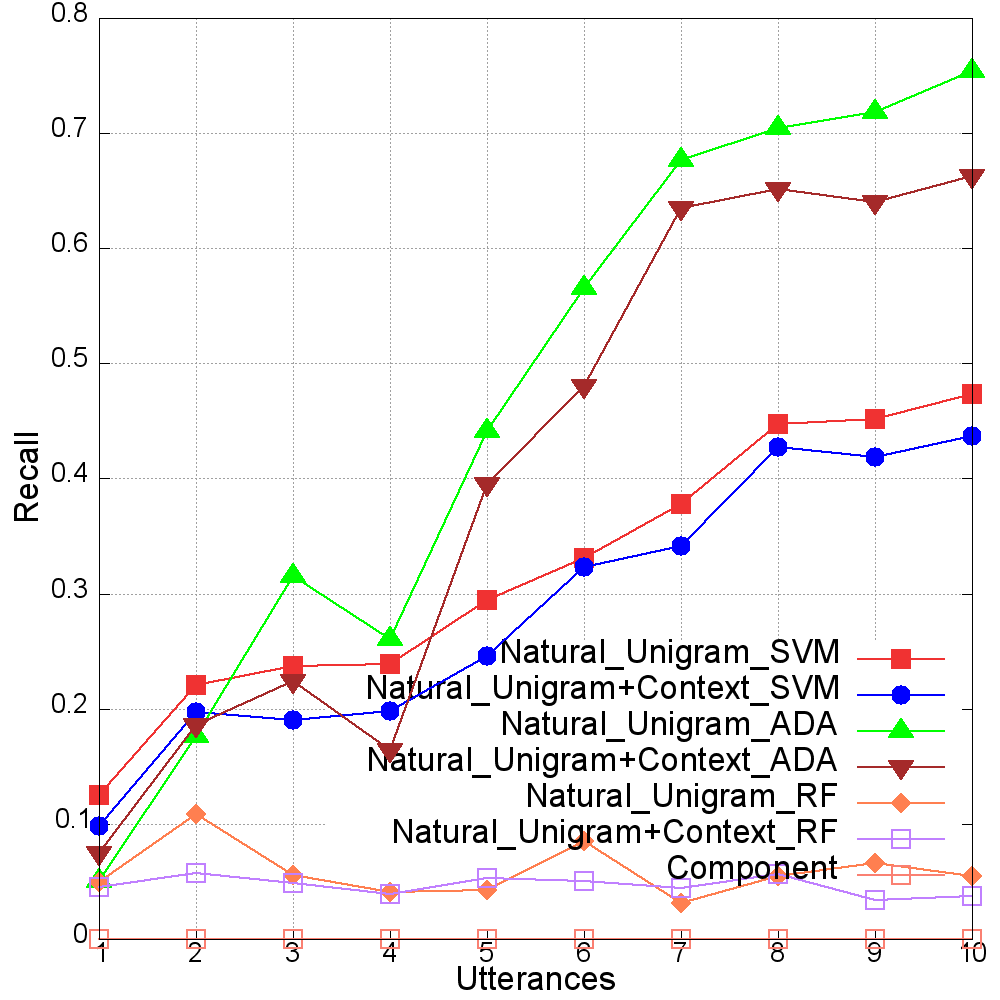 0.8
0.7
0.6
0.5
0.4
0.3
0.2
0.1
0
Recall
Natural_Unigram_SVM
Natural_Unigram+Context_SVM
Natural_Unigram_ADA
Natural_Unigram+Context_ADA
Natural_Unigram_RF
Natural_Unigram+Context_RF
Component
1 2 3 4 5 6 7 8 9 10
Utterances